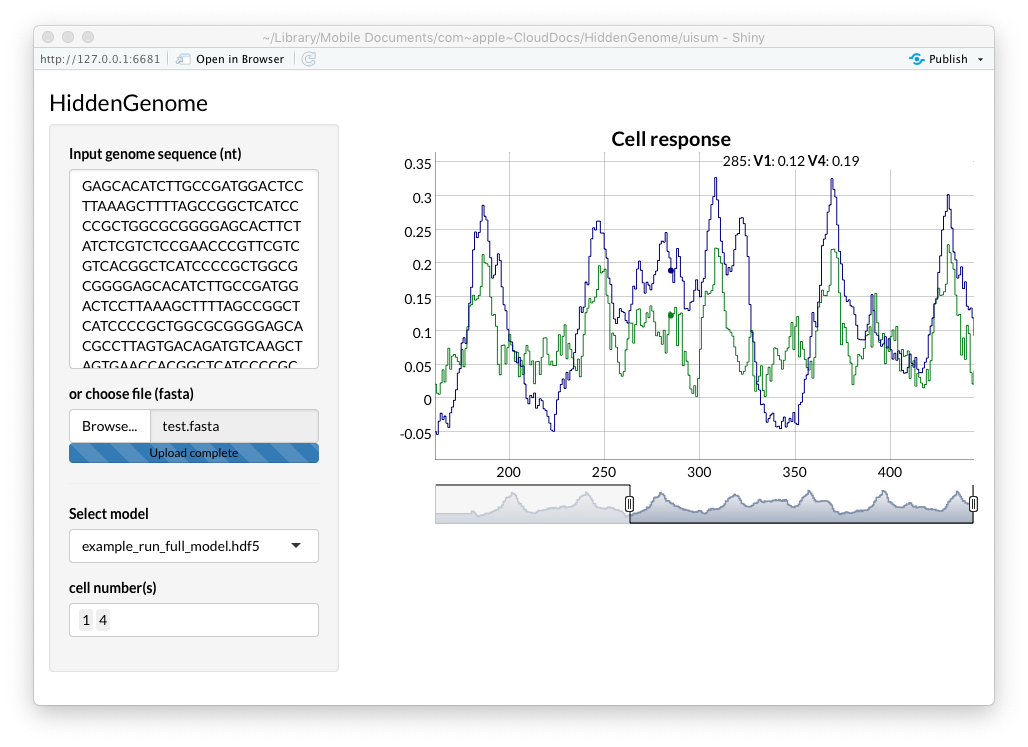 ~/Library/Mobile Documents/com~apple~CloudDocs/HiddenGenome/uisum - Shiny
http://127.0.0.1:6681
Open in Browser
Publish
HiddenGenome
Input genome sequence (nt)
GAGCACATCTTGCCGATGGACTCC
TTAAAGCTTTTAGCCGGCTCATCC
CCGCTGGCGCGGGGAGCACTTCT
ATCTCGTCTCCGAACCCGTTCGTC
GTCACGGCTCATCCCCGCTGGCG
CGGGGAGCACATCTTGCCGATGG
ACTCCTTAAAGCTTTTAGCCGGCT
CATCCCCGCTGGCGCGGGGAGCA
CGCCTTAGTGACAGATGTCAAGCT
AGTGAACCACGGCTCATCCCCGC
or choose file (fasta)
Browse...
test.fasta
Upload complete
Select model
example_run_full_model.hdf5
cell number(s)
1 4
Cell response
285: V1: 0.12 V4: 0.19
0.35
0.3
0.25
0.2
0.15
0.1
0.05
0
-0.05
200 250 300 350 400